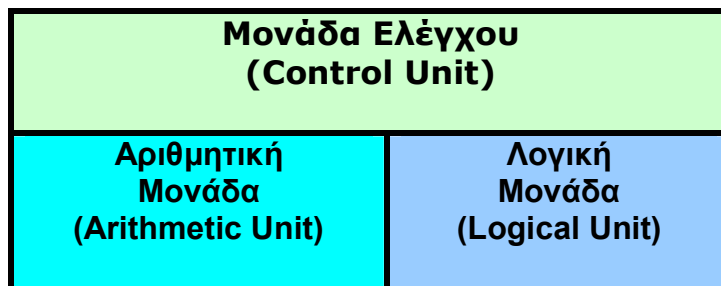 Μονάδα Ελέγχου
(Control Unit)
Αριθμητική
Μονάδα
(Arithmetic Unit)
Λογική
Μονάδα
(Logical Unit)